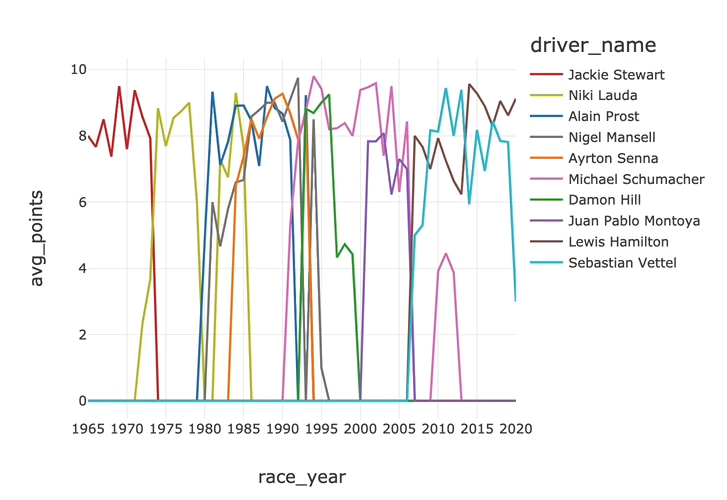 driver_name
Jackie Stewart
Niki Lauda
Alain Prost
Nigel Mansell
Ayrton Senna
Michael Schumacher
Damon Hill
Juan Pablo Montoya
Lewis Hamilton
Sebastian Vettel
avg_points
10
8
6
4
2
0
1965 1970 1975 1980 1985 1990 1995 2000 2005 2010 2015 2020
race_year